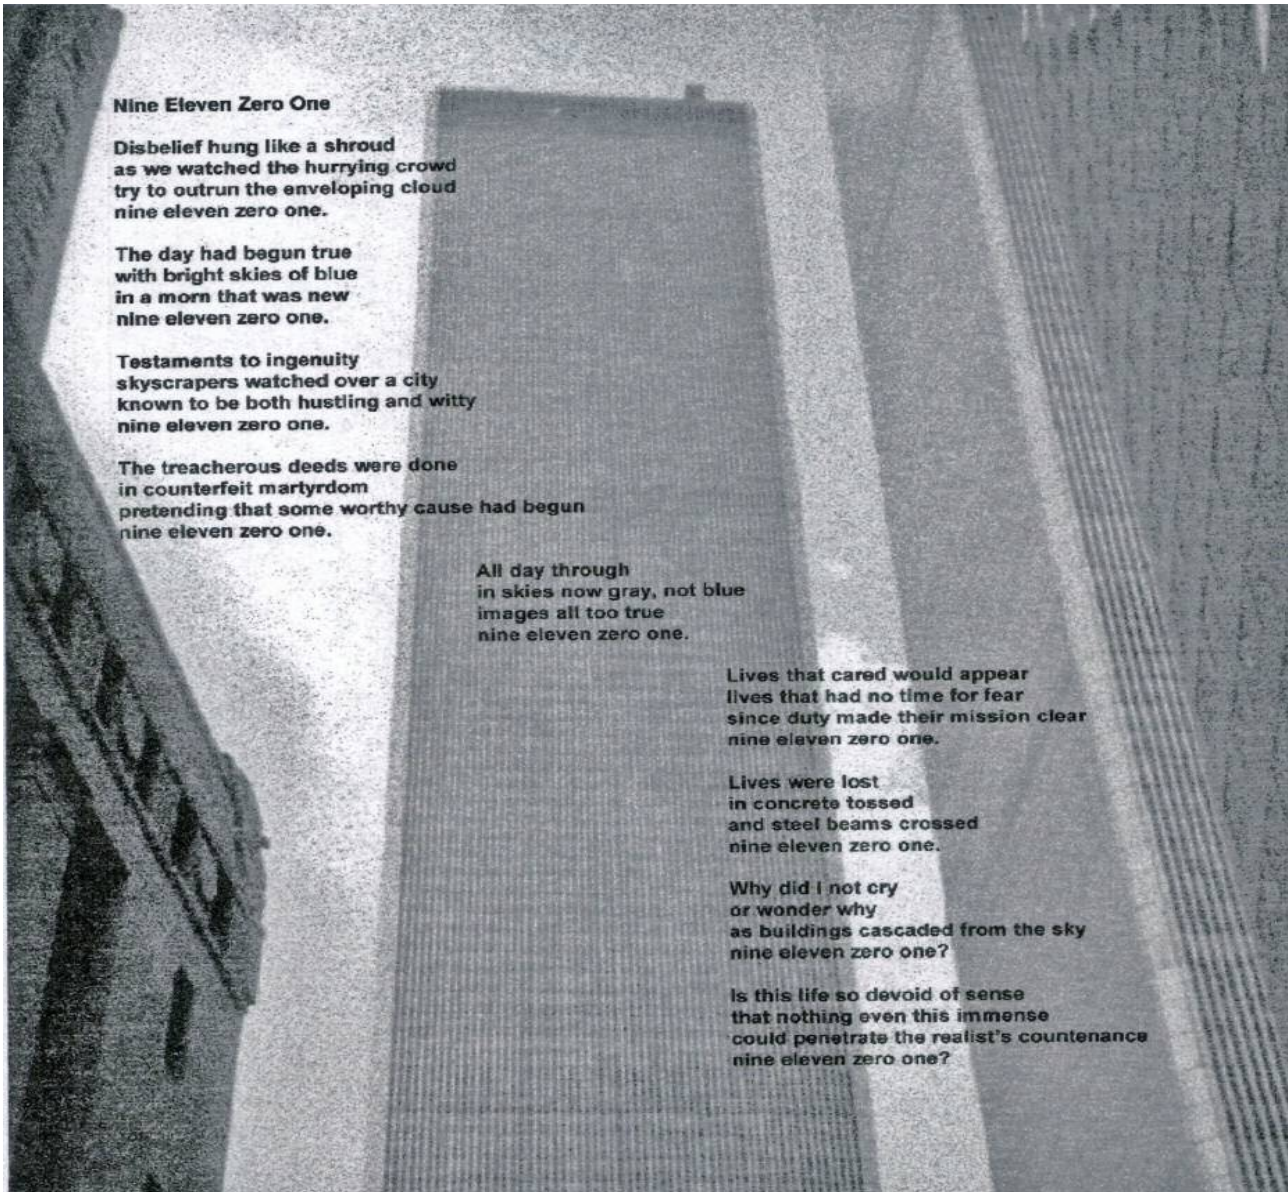 Nine Eleven Zero One
Disbelief hung like a shroud
as we watched the hurrying crowd
try to outrun the enveloping cloud
nine eleven zero one.
The day had begun true
with bright skies of blue
in a morn that was new
nine eleven zero one.
Testaments to ingenuity
skyscrapers watched over a city
known to be both hustling and witty
nine eleven zero one.
The treacherous deeds were done
in counterfeit martyrdom
pretending that some worthy cause had begun
nine eleven zero one.
All day through
in skies now gray, not blue
images all too true
nine eleven zero one.
Lives that cared would appear
lives that had no time for fear
since duty made their mission clear
nine eleven zero one.
Lives were lost
in concrete tossed
and steel beams crossed
nine eleven zero one.
Why did I not cry
or wonder why
as buildings cascaded from the sky
nine eleven zero one?
Is this life so devoid of sense
that nothing even this immense
could penetrate the realist's countenance
nine eleven zero one?